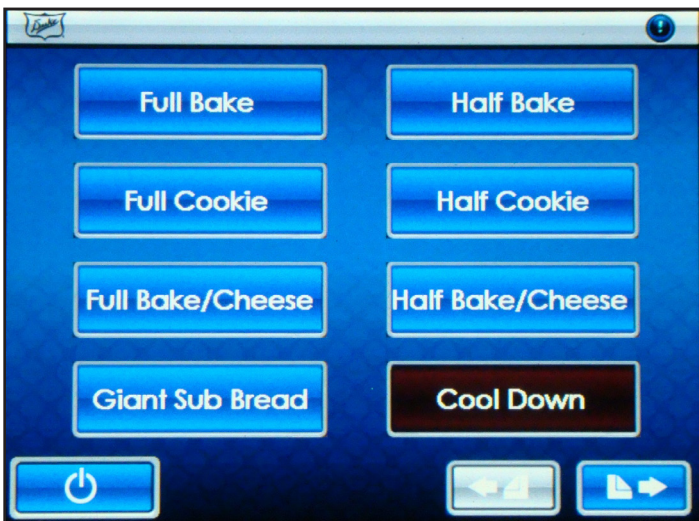 Duke
Full Bake
Half Bake
Full Cookie
Half Cookie
Full Bake/Cheese
Half Bake/Cheese
Giant Sub Bread
Cool Down